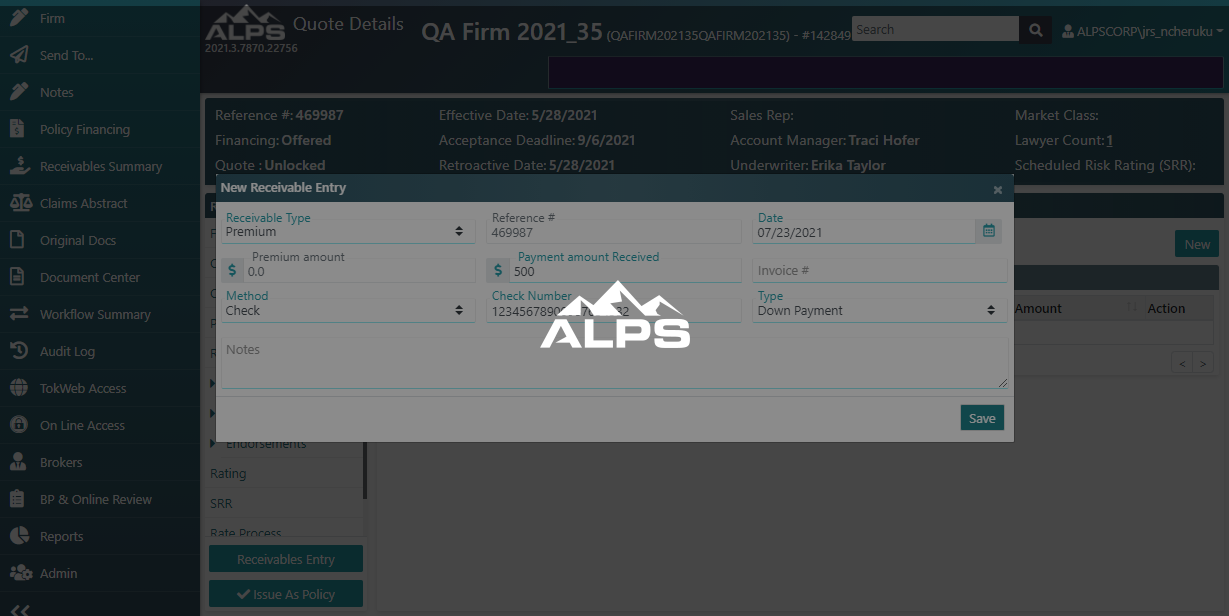 Firm
Send To...
Notes
Policy Financing
Receivables Summary
Claims Abstract
Original Docs
Document Center
Workflow Summary
Audit Log
TokWeb Access
On Line Access
Brokers
BP & Online Review
Reports
Admin
ALPS
2021.3.7870.22756
Quote Details
QA Firm 2021_35 (QAFIRM202135QAFIRM202135) - #142849
Search
ALPSCORP\jrs_ncheruku
Reference #: 469987
Effective Date: 5/28/2021
Sales Rep:
Market Class:
Financing: Offered
Acceptance Deadline: 9/6/2021
Account Manager: Traci Hofer
Lawyer Count: 1
Quote : Unlocked
Retroactive Date: 5/28/2021
Underwriter: Erika Taylor
Scheduled Risk Rating (SRR):
New Receivable Entry
×
Receivable Type
Premium
Reference #
469987
Date
07/23/2021
Premium amount
$ 0.0
Payment amount Received
$ 500
Invoice #
Method
Check
Check Number
Type
Down Payment
ALPS
Notes
Save
New
Amount
Action
< >
Endorsements
Rating
SRR
Rate Process
Receivables Entry
Issue As Policy